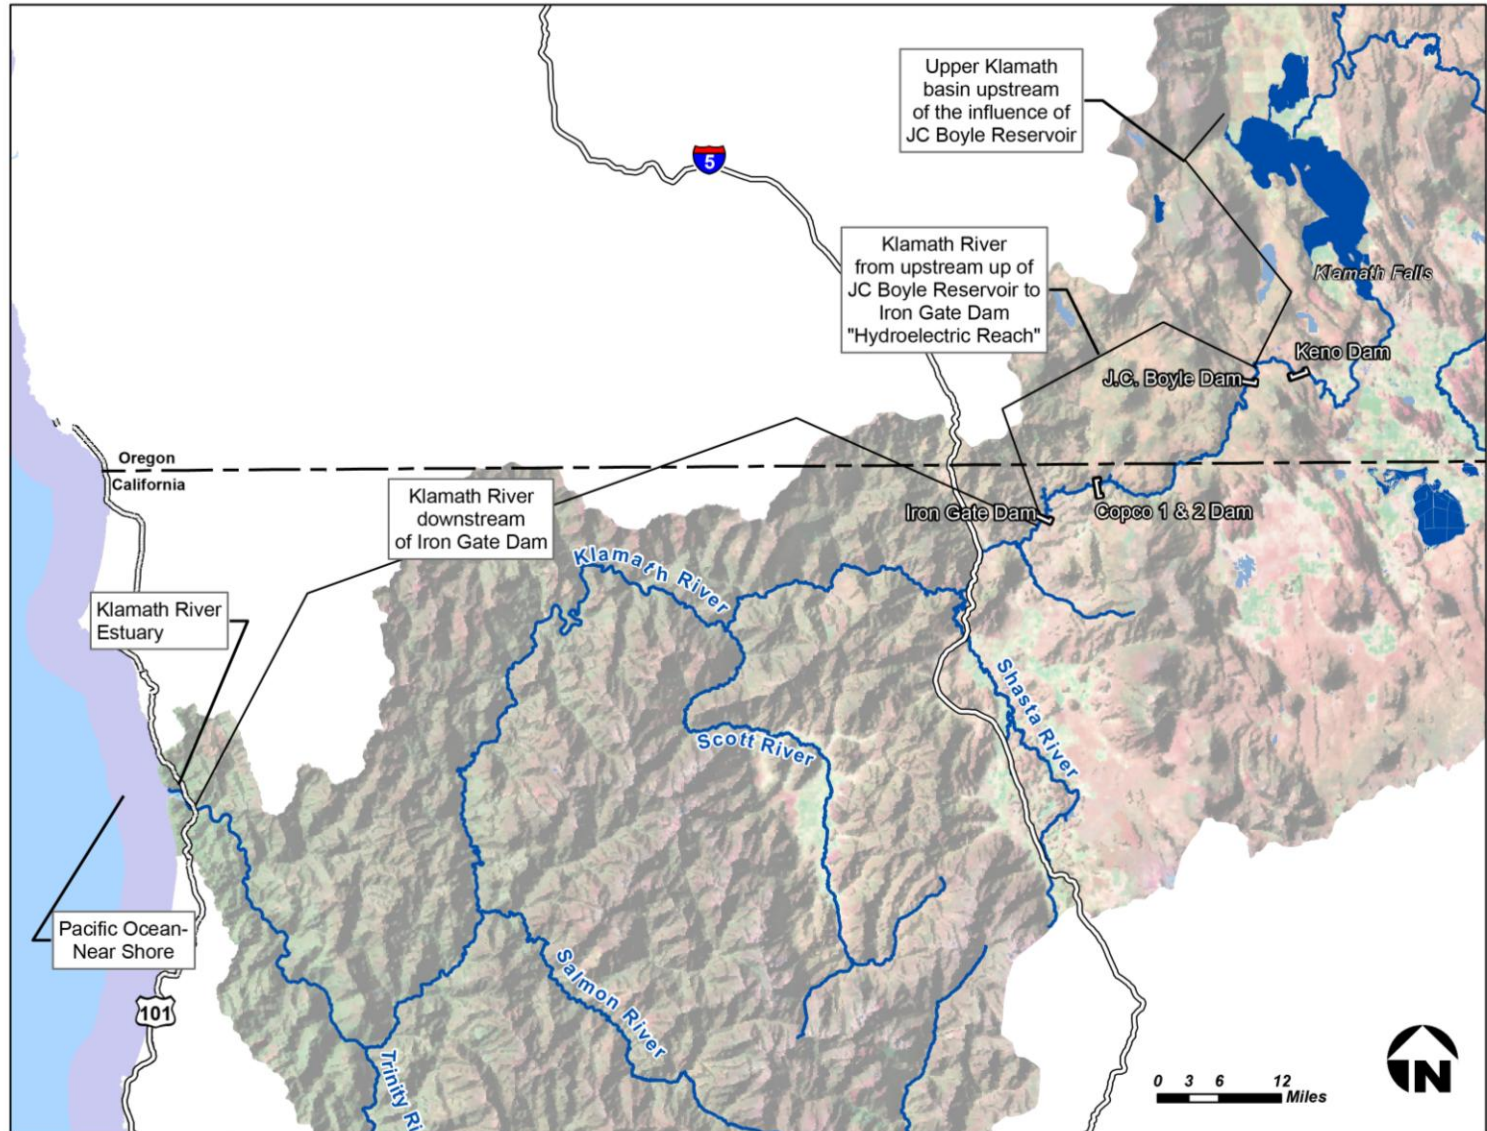 Upper Klamath
basin upstream
of the influence of
JC Boyle Reservoir
5
Klamath River
from upstream up of
JC Boyle Reservoir to
Iron Gate Dam
"Hydroelectric Reach"
Klamath Falls
Keno Dam
J.C. Boyle Dam
Oregon
California
Klamath River
downstream
of Iron Gate Dam
Iron Gate Dam
Copco 1 & 2 Dam
Klamath River
Klamath River
Estuary
Shasta River
Scott River
Pacific Ocean-
Near Shore
Salmon River
101
Trinity Ri
N
0 3 6 12
Miles